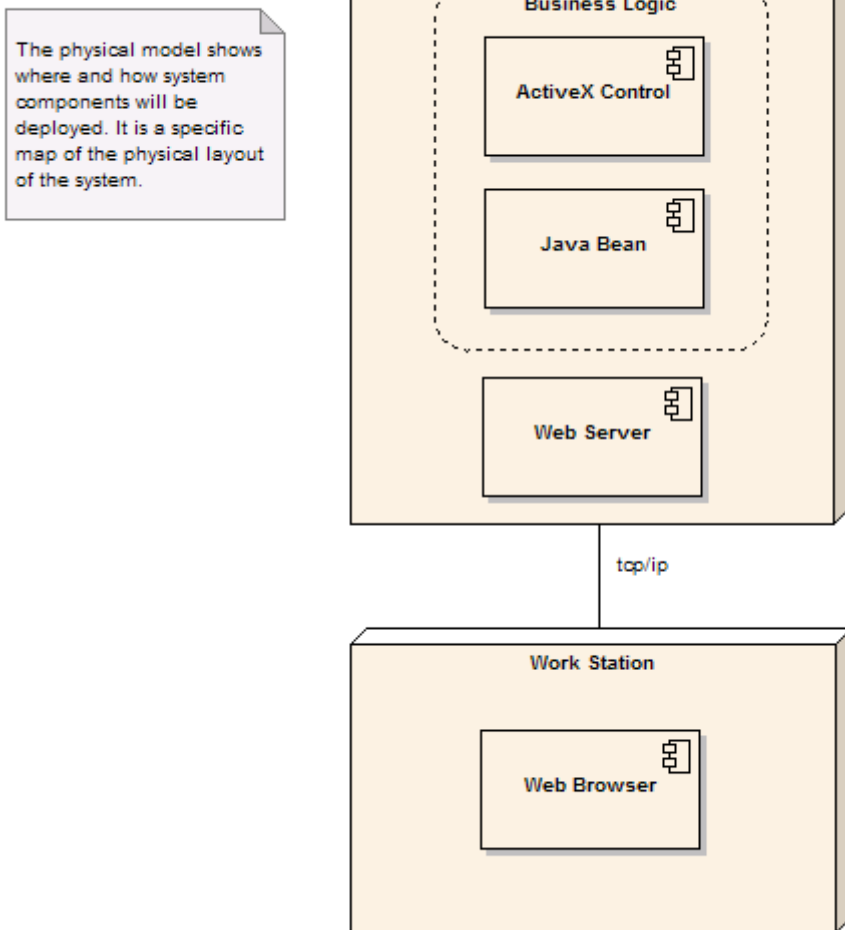 The physical model shows
where and how system
components will be
deployed. It is a specific
map of the physical layout
of the system.
Business Logic
ActiveX Control
Java Bean
Web Server
tcp/ip
Work Station
Web Browser